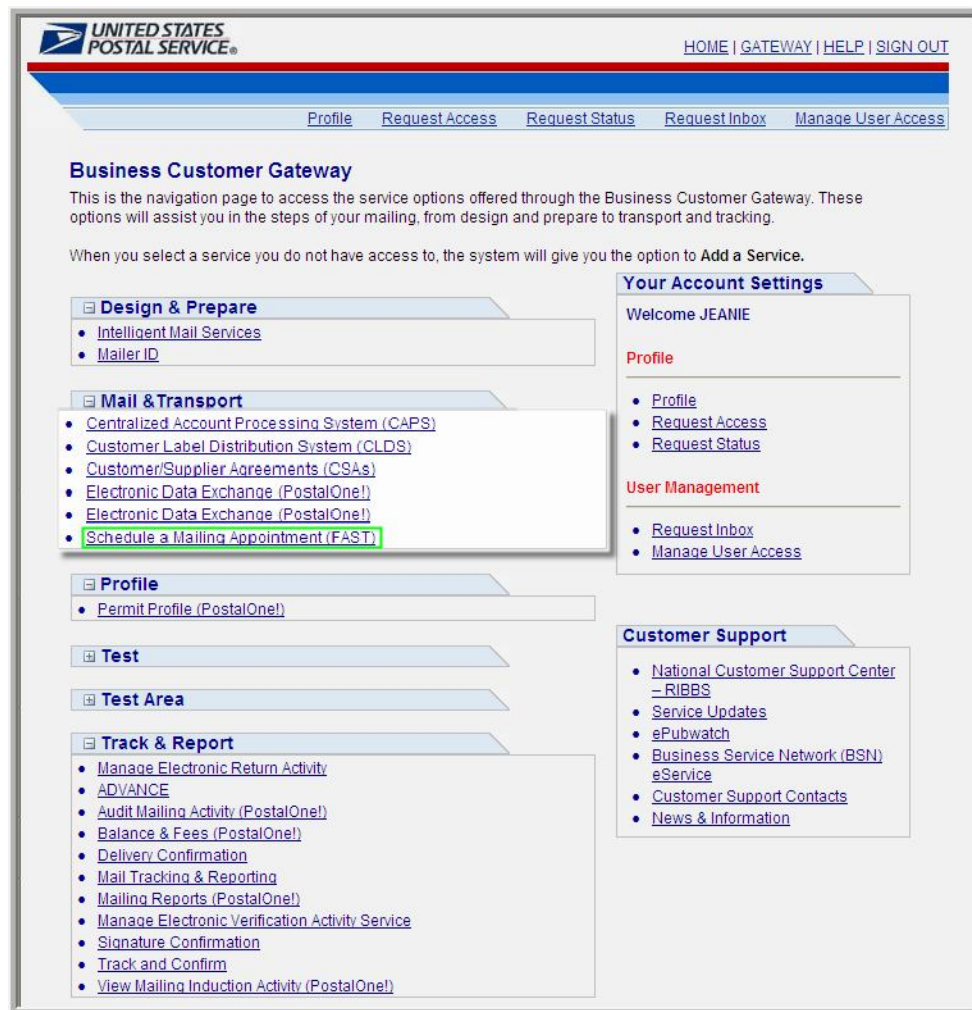 UNITED STATES
POSTAL SERVICE®
HOME | GATEWAY | HELP | SIGN OUT
Profile Request Access Request Status Request Inbox Manage User Access
Business Customer Gateway
This is the navigation page to access the service options offered through the Business Customer Gateway. These
options will assist you in the steps of your mailing, from design and prepare to transport and tracking.
When you select a service you do not have access to, the system will give you the option to Add a Service.
Design & Prepare
• Intelligent Mail Services
• Mailer ID
Mail &Transport
• Centralized Account Processing System (CAPS)
• Customer Label Distribution System (CLDS)
• Customer/Supplier Agreements (CSAs)
• Electronic Data Exchange (PostalOne!)
• Electronic Data Exchange (PostalOne!)
• Schedule a Mailing Appointment (FAST)
Profile
• Permit Profile (PostalOne!)
Test
Test Area
Track & Report
• Manage Electronic Return Activity
• ADVANCE
• Audit Mailing Activity (PostalOne!)
• Balance & Fees (PostalOne!)
• Delivery Confirmation
• Mail Tracking & Reporting
• Mailing Reports (PostalOne!)
• Manage Electronic Verification Activity Service
• Signature Confirmation
• Track and Confirm
• View Mailing Induction Activity (PostalOne!)
Your Account Settings
Welcome JEANIE
Profile
• Profile
• Request Access
• Request Status
User Management
• Request Inbox
• Manage User Access
Customer Support
• National Customer Support Center
– RIBBS
• Service Updates
• ePubwatch
• Business Service Network (BSN)
eService
• Customer Support Contacts
• News & Information